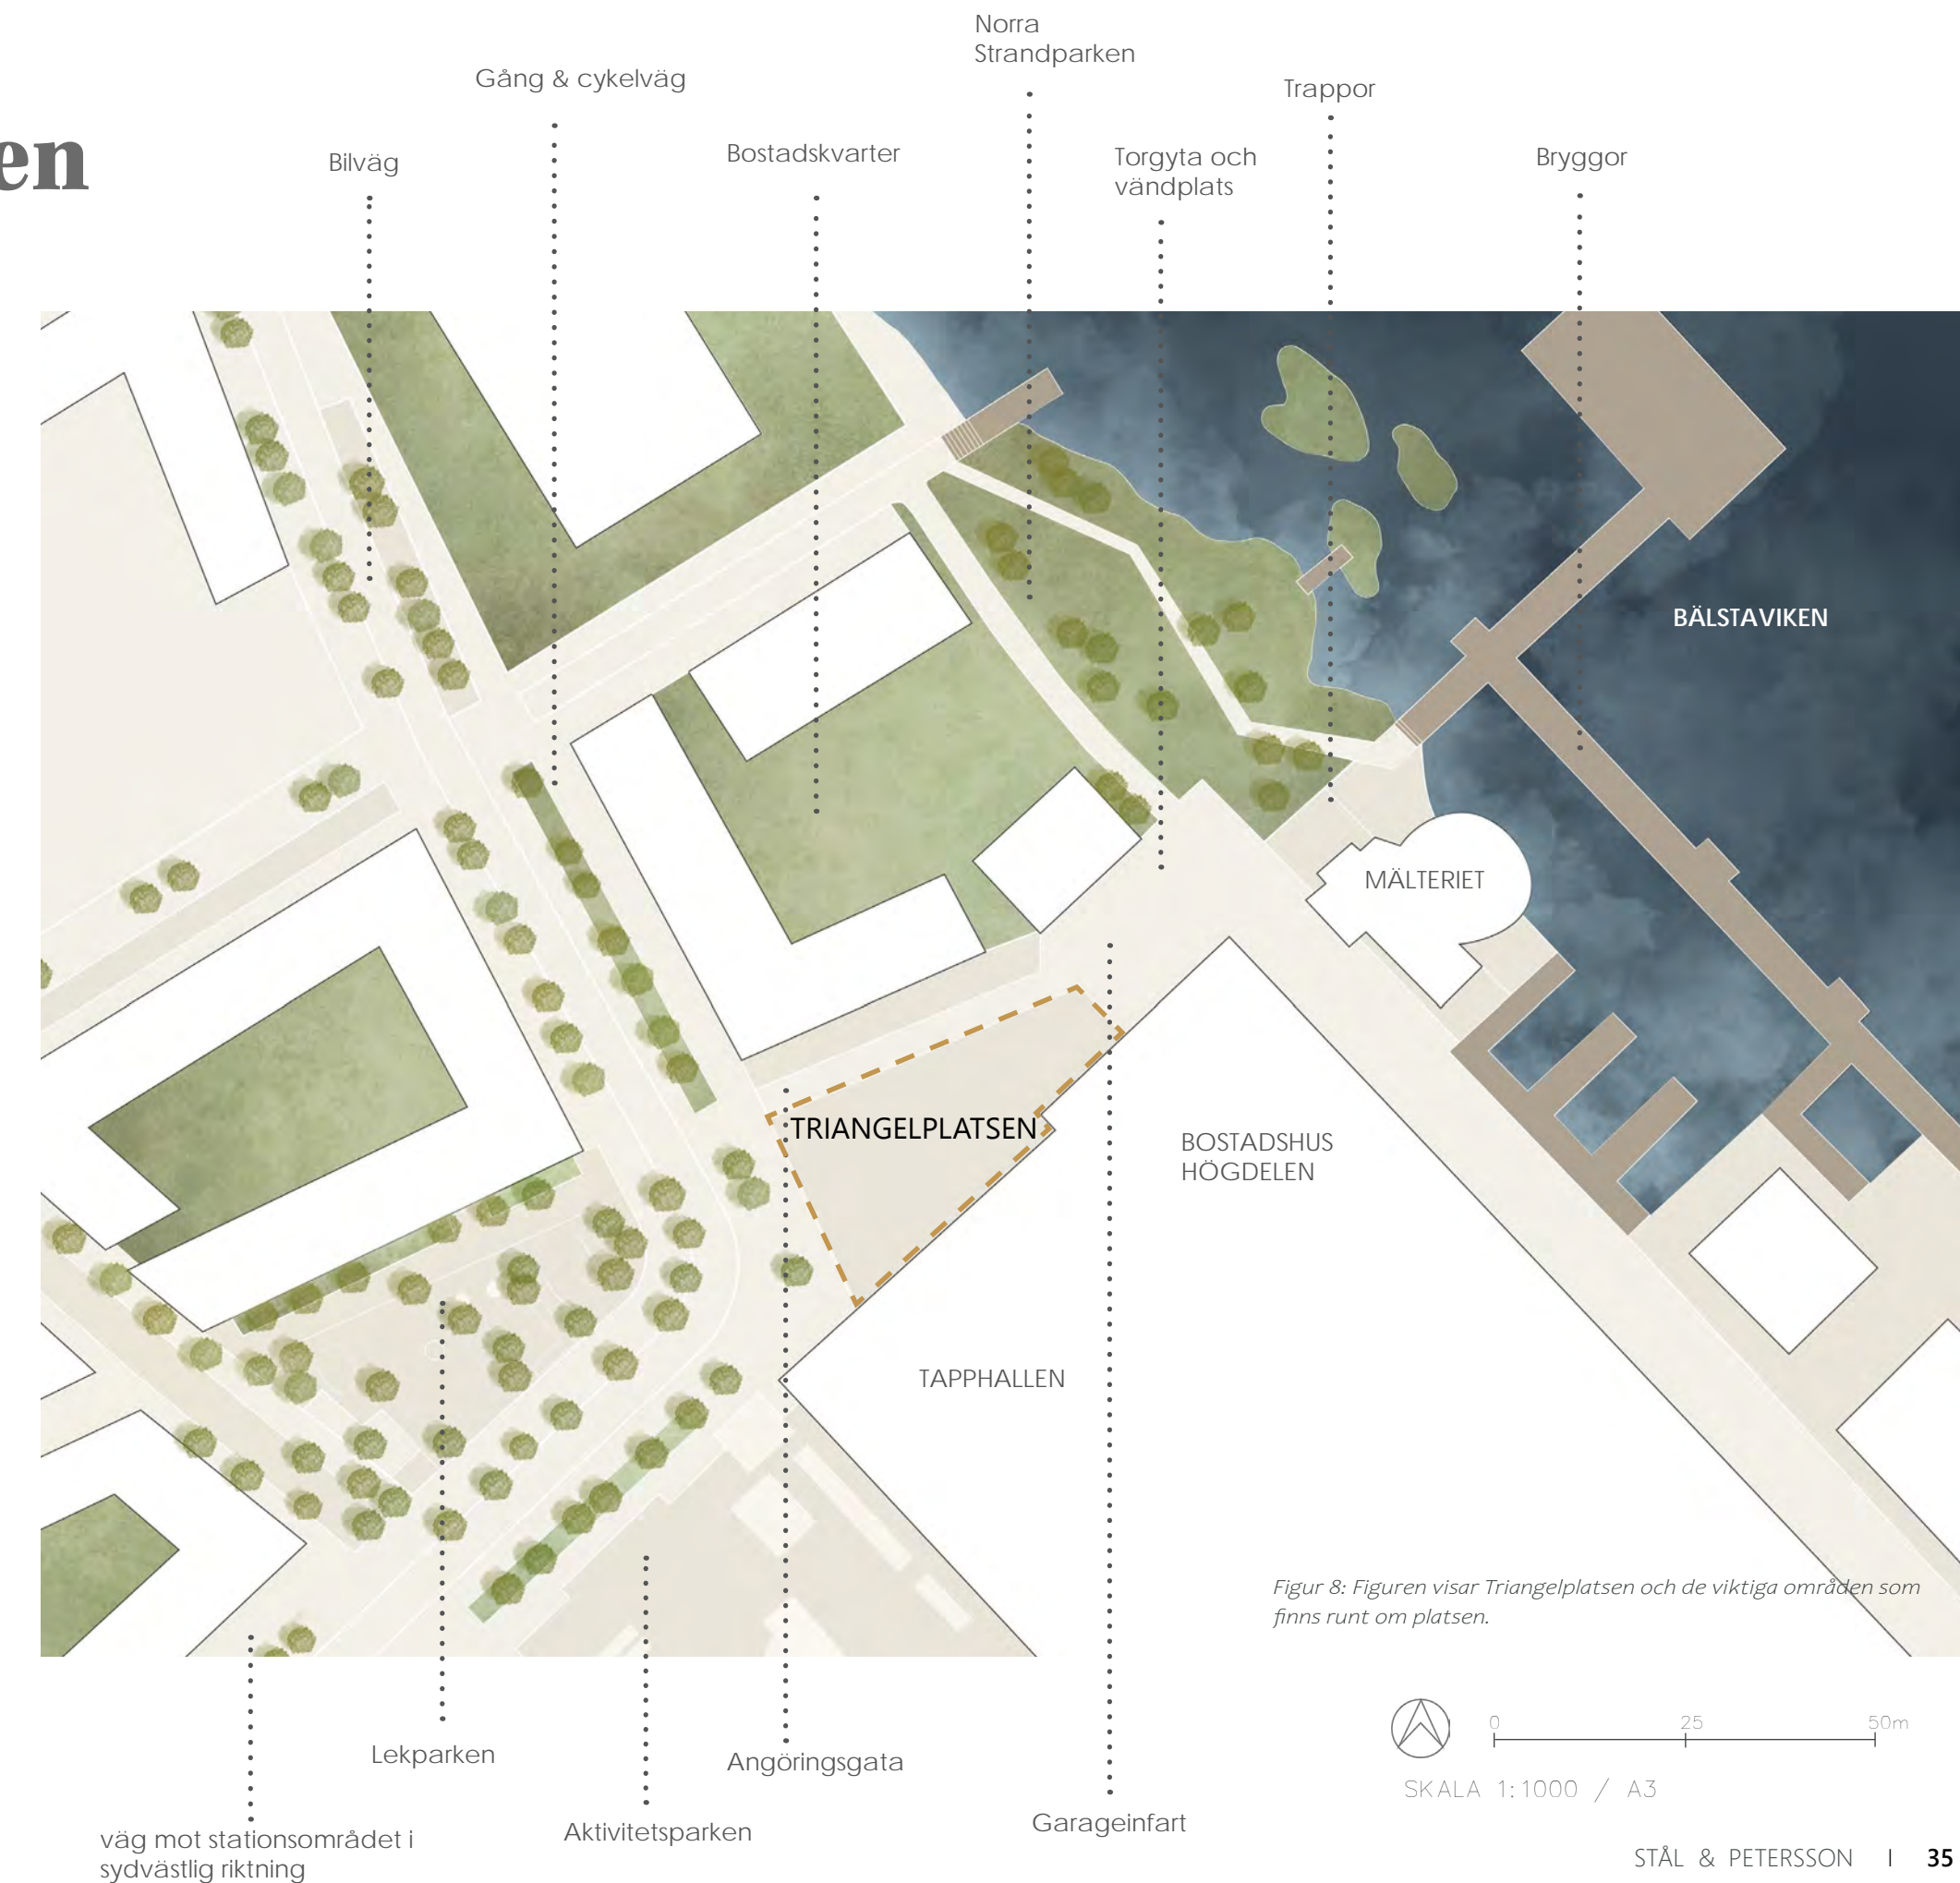 Norra
Strandparken
Gång & cykelväg
Trappor
en
Bilväg
Bostadskvarter
Torgyta och
vändplats
Bryggor
BÄLSTAVIKEN
MÄLTERIET
TRIANGELPLATSEN
BOSTADSHUS
HÖGDELEN
TAPPHALLEN
Figur 8: Figuren visar Triangelplatsen och de viktiga områden som
finns runt om platsen.
0 25 50m
SKALA 1:1000 / A3
Lekparken
Angöringsgata
Aktivitetsparken
Garageinfart
väg mot stationsområdet i
sydvästlig riktning
STÅL & PETERSSON I 35